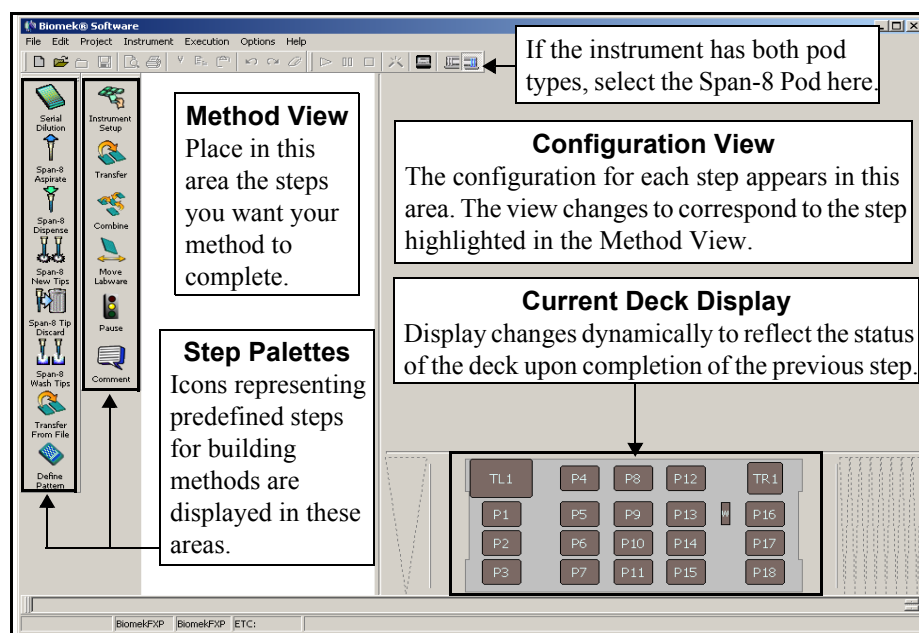 Biomek® Software
File Edit Project Instrument Execution Options Help
If the instrument has both pod
types, select the Span-8 Pod here.
Serial
Dilution
Span-8
Aspirate
Span-8
Dispense
Span-8
New Tips
Span-8 Tip
Discard
Span-8
Wash Tips
Transfer
From File
Define
Pattern
Instrument
Setup
Transfer
Combine
Move
Labware
Pause
Comment
Method View
Place in this
area the steps
you want your
method to
complete.
Configuration View
The configuration for each step appears in this
area. The view changes to correspond to the step
highlighted in the Method View.
Current Deck Display
Display changes dynamically to reflect the status
of the deck upon completion of the previous step.
Step Palettes
Icons representing
predefined steps
for building
methods are
displayed in these
areas.
TL1 P4 P8 P12 TR1
P1 P5 P9 P13 W P16
P2 P6 P10 P14 P17
P3 P7 P11 P15 P18
BiomekFXP BiomekFXP ETC: